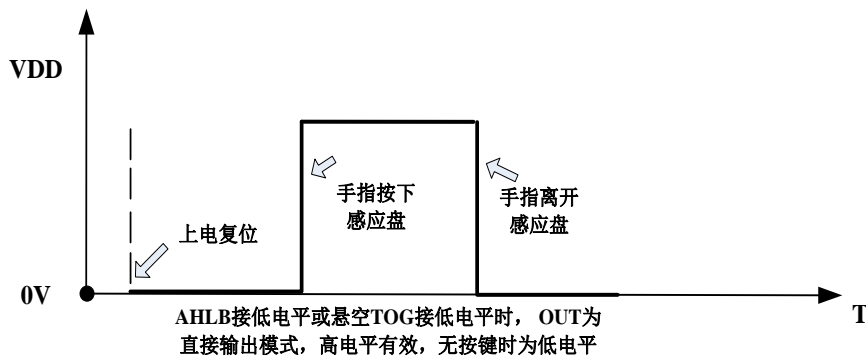 VDD
手指按下
感应盘
手指离开
感应盘
上电复位
0V
T
AHLB接低电平或悬空TOG接低电平时， OUT为
直接输出模式，高电平有效，无按键时为低电平